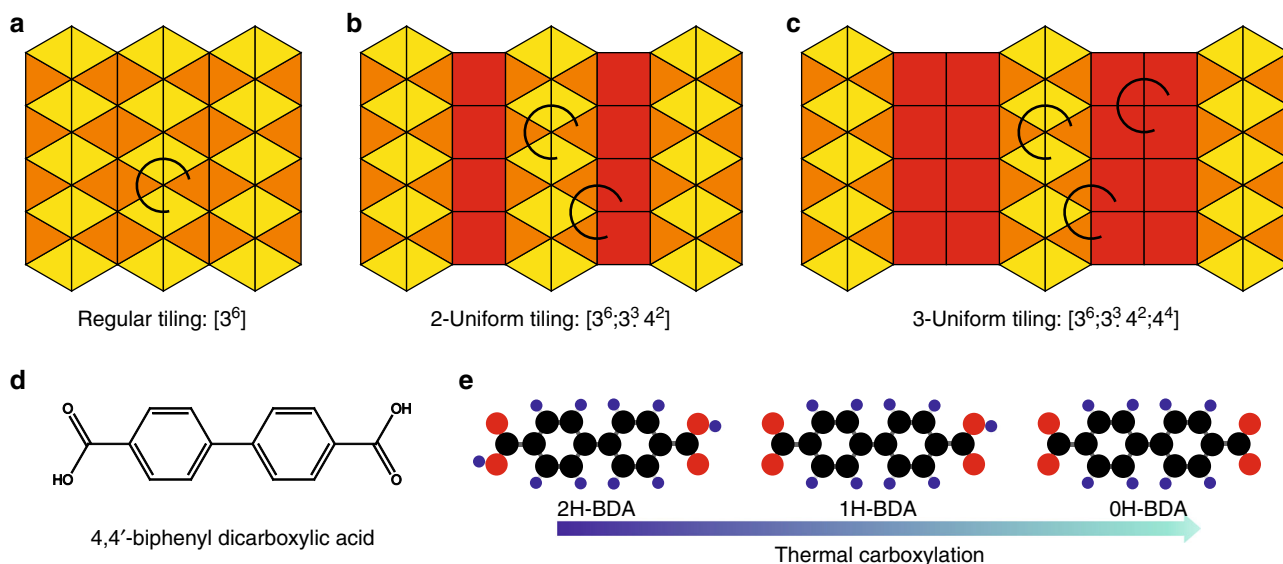 a
b
c
Regular tiling: [3⁶]
2-Uniform tiling: [3⁶;3³. 4²]
3-Uniform tiling: [3⁶;3³. 4²;4⁴]
d
e
O
OH
HO
O
2H-BDA
1H-BDA
0H-BDA
4,4′-biphenyl dicarboxylic acid
Thermal carboxylation